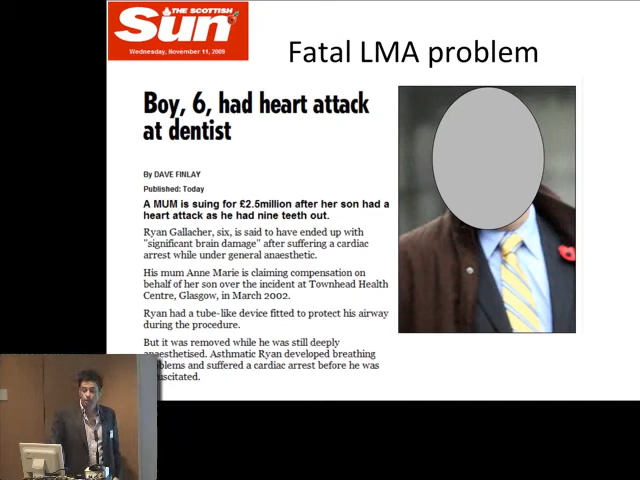 THE SCOTTISH
Sun
Wednesday, November 11, 2009
Fatal LMA problem
Boy, 6, had heart attack
at dentist
By DAVE FINLAY
Published: Today
A MUM is suing for £2.5million after her son had a
heart attack as he had nine teeth out.
Ryan Gallacher, six, is said to have ended up with
"significant brain damage" after suffering a cardiac
arrest while under general anaesthetic.
His mum Anne Marie is claiming compensation on
behalf of her son over the incident at Townhead Health
Centre, Glasgow, in March 2002.
Ryan had a tube-like device fitted to protect his airway
during the procedure.
But it was removed while he was still deeply
anaesthetised. Asthmatic Ryan developed breathing
and suffered a cardiac arrest before he was